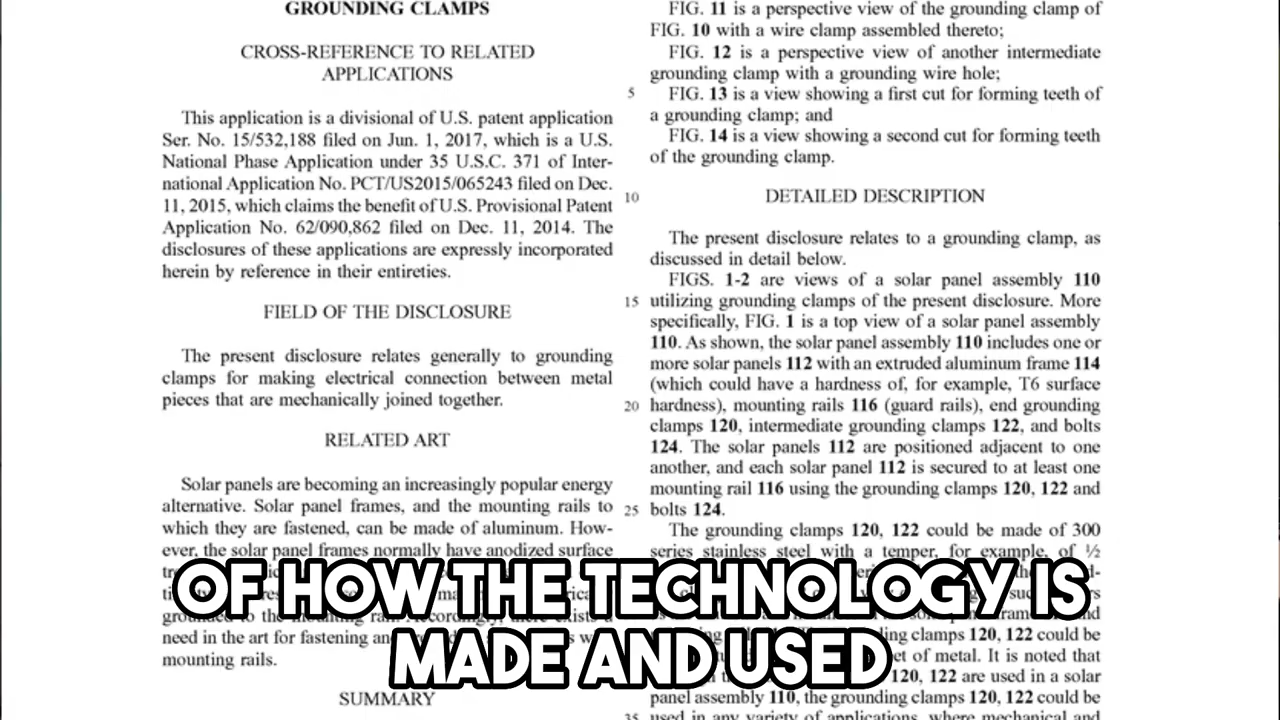 GROUNDING CLAMPS
CROSS-REFERENCE TO RELATED
APPLICATIONS
This application is a divisional of U.S. patent application
Ser. No. 15/532,188 filed on Jun. 1, 2017, which is a U.S.
National Phase Application under 35 U.S.C. 371 of Inter-
national Application No. PCT/US2015/065243 filed on Dec.
11, 2015, which claims the benefit of U.S. Provisional Patent
Application No. 62/090,862 filed on Dec. 11, 2014. The
disclosures of these applications are expressly incorporated
herein by reference in their entireties.
FIELD OF THE DISCLOSURE
The present disclosure relates generally to grounding
clamps for making electrical connection between metal
pieces that are mechanically joined together.
RELATED ART
Solar panels are becoming an increasingly popular energy
alternative. Solar panel frames, and the mounting rails to
which they are fastened, can be made of aluminum. How-
ever, the solar panel frames normally have anodized surface
need in the art for fastening
mounting rails.
SUMMARY
FIG. 11 is a perspective view of the grounding clamp of
FIG. 10 with a wire clamp assembled thereto;
FIG. 12 is a perspective view of another intermediate
grounding clamp with a grounding wire hole;
5 FIG. 13 is a view showing a first cut for forming teeth of
a grounding clamp; and
FIG. 14 is a view showing a second cut for forming teeth
of the grounding clamp.
10 DETAILED DESCRIPTION
The present disclosure relates to a grounding clamp, as
discussed in detail below.
FIGS. 1-2 are views of a solar panel assembly 110
15 utilizing grounding clamps of the present disclosure. More
specifically, FIG. 1 is a top view of a solar panel assembly
110. As shown, the solar panel assembly 110 includes one or
more solar panels 112 with an extruded aluminum frame 114
(which could have a hardness of, for example, T6 surface
20 hardness), mounting rails 116 (guard rails), end grounding
clamps 120, intermediate grounding clamps 122, and bolts
124. The solar panels 112 are positioned adjacent to one
another, and each solar panel 112 is secured to at least one
mounting rail 116 using the grounding clamps 120, 122 and
25 bolts 124.
The grounding clamps 120, 122 could be made of 300
series stainless steel with a temper, for example, of ½
clamps 120, 122 could be
of metal. It is noted that
120, 122 are used in a solar
panel assembly 110, the grounding clamps 120, 122 could be
35 used in any variety of applications, where mechanical and
OF HOW THE TECHNOLOGY IS
MADE AND USED